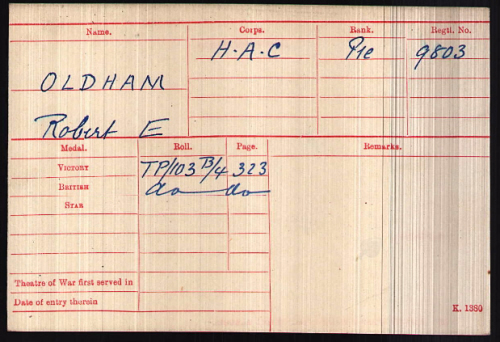 Name. Corps. Rank. Regtl. No.
H.A.C Pte 9803
OLDHAM
Robert E
Medal. Roll. Page. Remarks.
VICTORY TP/103 B/4 323
BRITISH do do
STAR
Theatre of War first served in
Date of entry therein
K. 1380